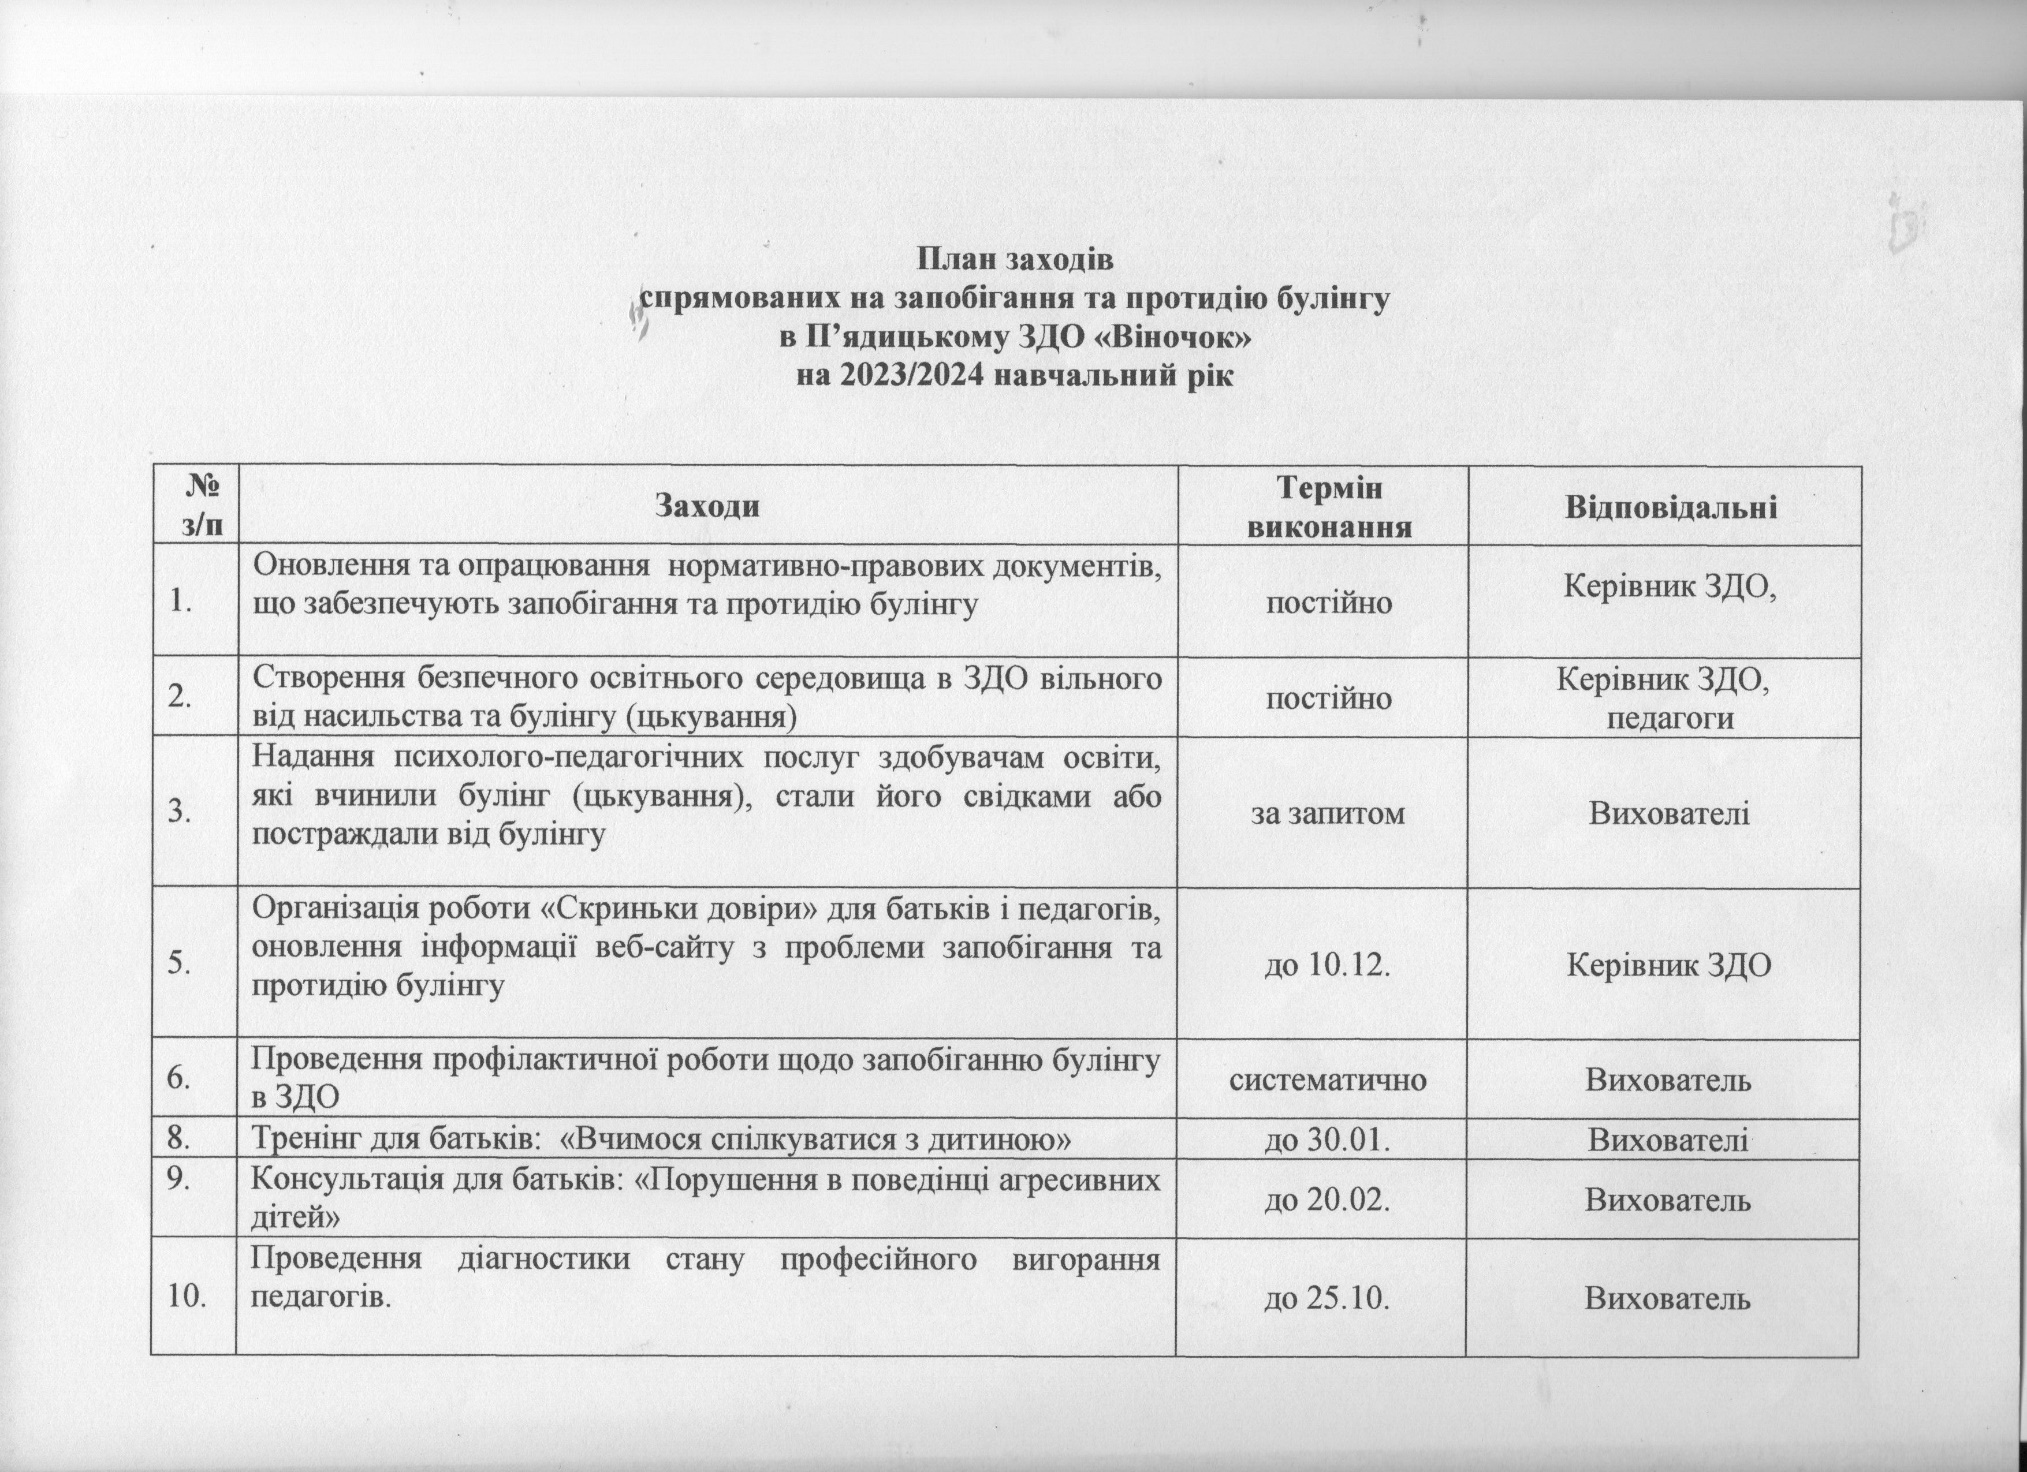 План заходів
спрямованих на запобігання та протидію булінгу
в П’ядицькому ЗДО «Віночок»
на 2023/2024 навчальний рік
№ з/п
Заходи
Термін виконання
Відповідальні
1.
Оновлення та опрацювання нормативно-правових документів,
що забезпечують запобігання та протидію булінгу
постійно
Керівник ЗДО,
2.
Створення безпечного освітнього середовища в ЗДО вільного
від насильства та булінгу (цькування)
постійно
Керівник ЗДО,
педагоги
3.
Надання психолого-педагогічних послуг здобувачам освіти,
які вчинили булінг (цькування), стали його свідками або
постраждали від булінгу
за запитом
Вихователі
5.
Організація роботи «Скриньки довіри» для батьків і педагогів,
оновлення інформації веб-сайту з проблеми запобігання та
протидію булінгу
до 10.12.
Керівник ЗДО
6.
Проведення профілактичної роботи щодо запобіганню булінгу
в ЗДО
систематично
Вихователь
8.
Тренінг для батьків: «Вчимося спілкуватися з дитиною»
до 30.01.
Вихователі
9.
Консультація для батьків: «Порушення в поведінці агресивних
дітей»
до 20.02.
Вихователь
10.
Проведення діагностики стану професійного вигорання
педагогів.
до 25.10.
Вихователь